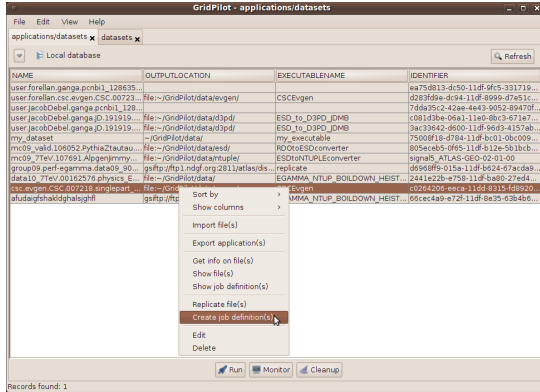 GridPilot - applications/datasets
File Edit View Help
applications/datasets x datasets x
Local database Refresh
NAME OUTPUTLOCATION EXECUTABLENAME IDENTIFIER
user.forellan.ganga.pcnbi1_128635... ea75d813-dc50-11df-9fc5-331719...
user.forellan.csc.evgen.CSC.00723... file:~/GridPilot/data/evgen/ CSCEvgen d283fd9e-dc94-11df-8999-d7e51c...
user.JacobDebel.ganga.pcnbi1_128... 7dda35c2-42ae-4e43-9052-89470f...
user.JacobDebel.ganga.JD.191919.... file:~/GridPilot/data/d3pd/ ESD_to_D3PD_JDMB c081d3be-06a1-11e0-8bc3-671e7...
user.JacobDebel.ganga.JD.191919.... file:~/GridPilot/data/d3pd/ ESD_to_D3PD_JDMB 3ac33642-d600-11df-96d3-4157ab...
my_dataset ~/GridPilot/data/ my_executable 75008f18-d784-11df-bc01-0bc009...
mc09_valid.106052.PythiaZtautau... file:~/GridPilot/data/esd/ RDOtoESDconverter 805eceb5-0f65-11df-b12e-5b1bcb...
mc09_7TeV.107691.AlpgenJimmy... file:~/GridPilot/data/ntuple/ ESDtoNTUPLEconverter signal5_ATLAS-GEO-02-01-00
group09.perf-egamma.data09_90... gsiftp://ftp1.ndgf.org:2811/atlas/dis... replicate d6968ff9-015a-11df-b624-67acda9...
data10_7TeV.00162576.physics_E... file:~/GridPilot/data/ EGAMMA_NTUP_BOILDOWN_HEIST... 2441e22b-e758-11df-ba80-27ed4...
csc.evgen.CSC.007218.singlepart_... file:~/GridPilot/data/evgen/ CSCEvgen c0264206-eeca-11dd-8315-fd8920...
afudaigfshakldghalsjghfl gsiftp://ftp EGAMMA_NTUP_BOILDOWN_HEIST... 66cec4a9-e72f-11df-8e35-63b4b6...
Sort by
Show columns
Import file(s)
Export application(s)
Get info on file(s)
Show file(s)
Show job definition(s)
Replicate file(s)
Create job definition(s)
Edit
Delete
Run Monitor Cleanup
Records found: 1